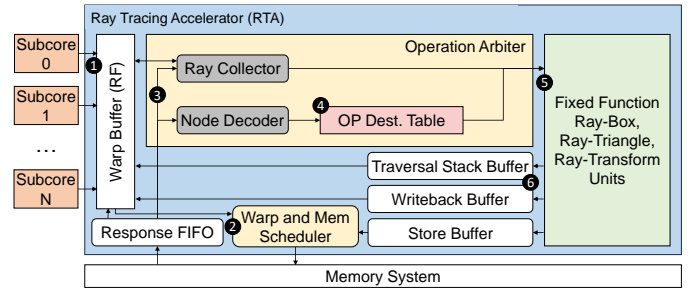 Ray Tracing Accelerator (RTA)
Subcore
0
Subcore
1
...
Subcore
N
1
Warp Buffer (RF)
Operation Arbiter
Ray Collector
3
4
Node Decoder
OP Dest. Table
5
Fixed Function
Ray-Box,
Ray-Triangle,
Ray-Transform
Units
Traversal Stack Buffer
6
Writeback Buffer
Response FIFO
2
Warp and Mem
Scheduler
Store Buffer
Memory System